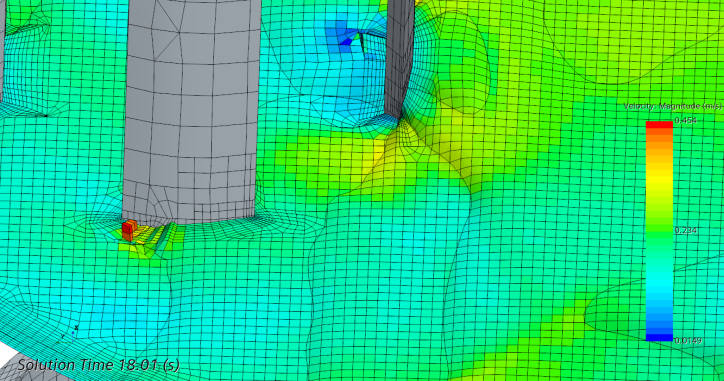 Velocity: Magnitude (m/s)
0.454
0.234
0.0149
Solution Time 18.01 (s)